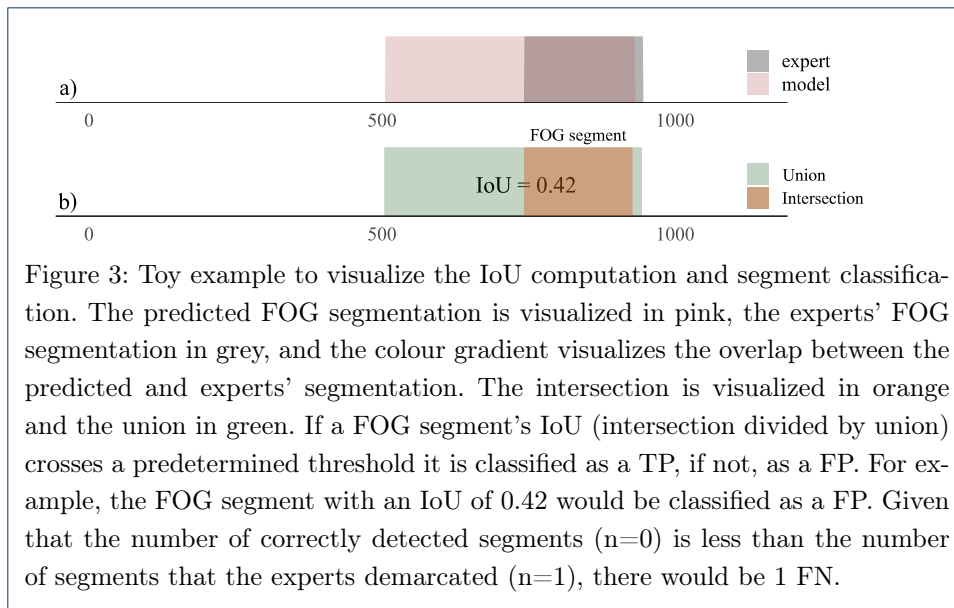 expert
model
a)
0 500 1000
FOG segment
IoU = 0.42
Union
Intersection
b)
0 500 1000
Figure 3: Toy example to visualize the IoU computation and segment classifica-
tion. The predicted FOG segmentation is visualized in pink, the experts' FOG
segmentation in grey, and the colour gradient visualizes the overlap between the
predicted and experts' segmentation. The intersection is visualized in orange
and the union in green. If a FOG segment's IoU (intersection divided by union)
crosses a predetermined threshold it is classified as a TP, if not, as a FP. For ex-
ample, the FOG segment with an IoU of 0.42 would be classified as a FP. Given
that the number of correctly detected segments (n=0) is less than the number
of segments that the experts demarcated (n=1), there would be 1 FN.